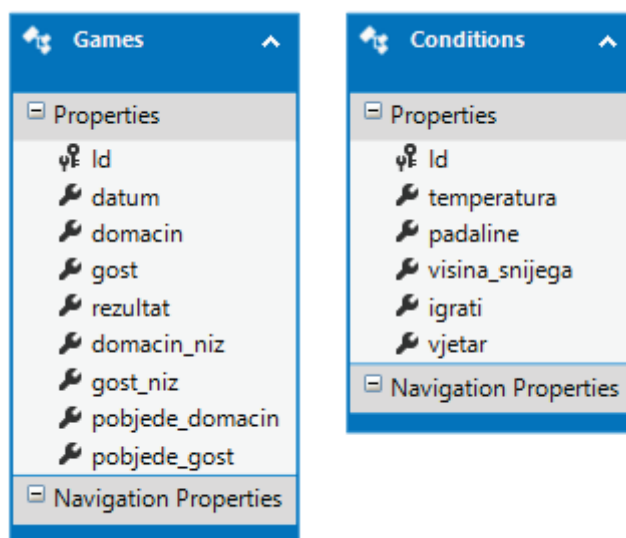 Games
Properties
Id
datum
domacin
gost
rezultat
domacin_niz
gost_niz
pobjede_domacin
pobjede_gost
Navigation Properties
Conditions
Properties
Id
temperatura
padaline
visina_snijega
igrati
vjetar
Navigation Properties